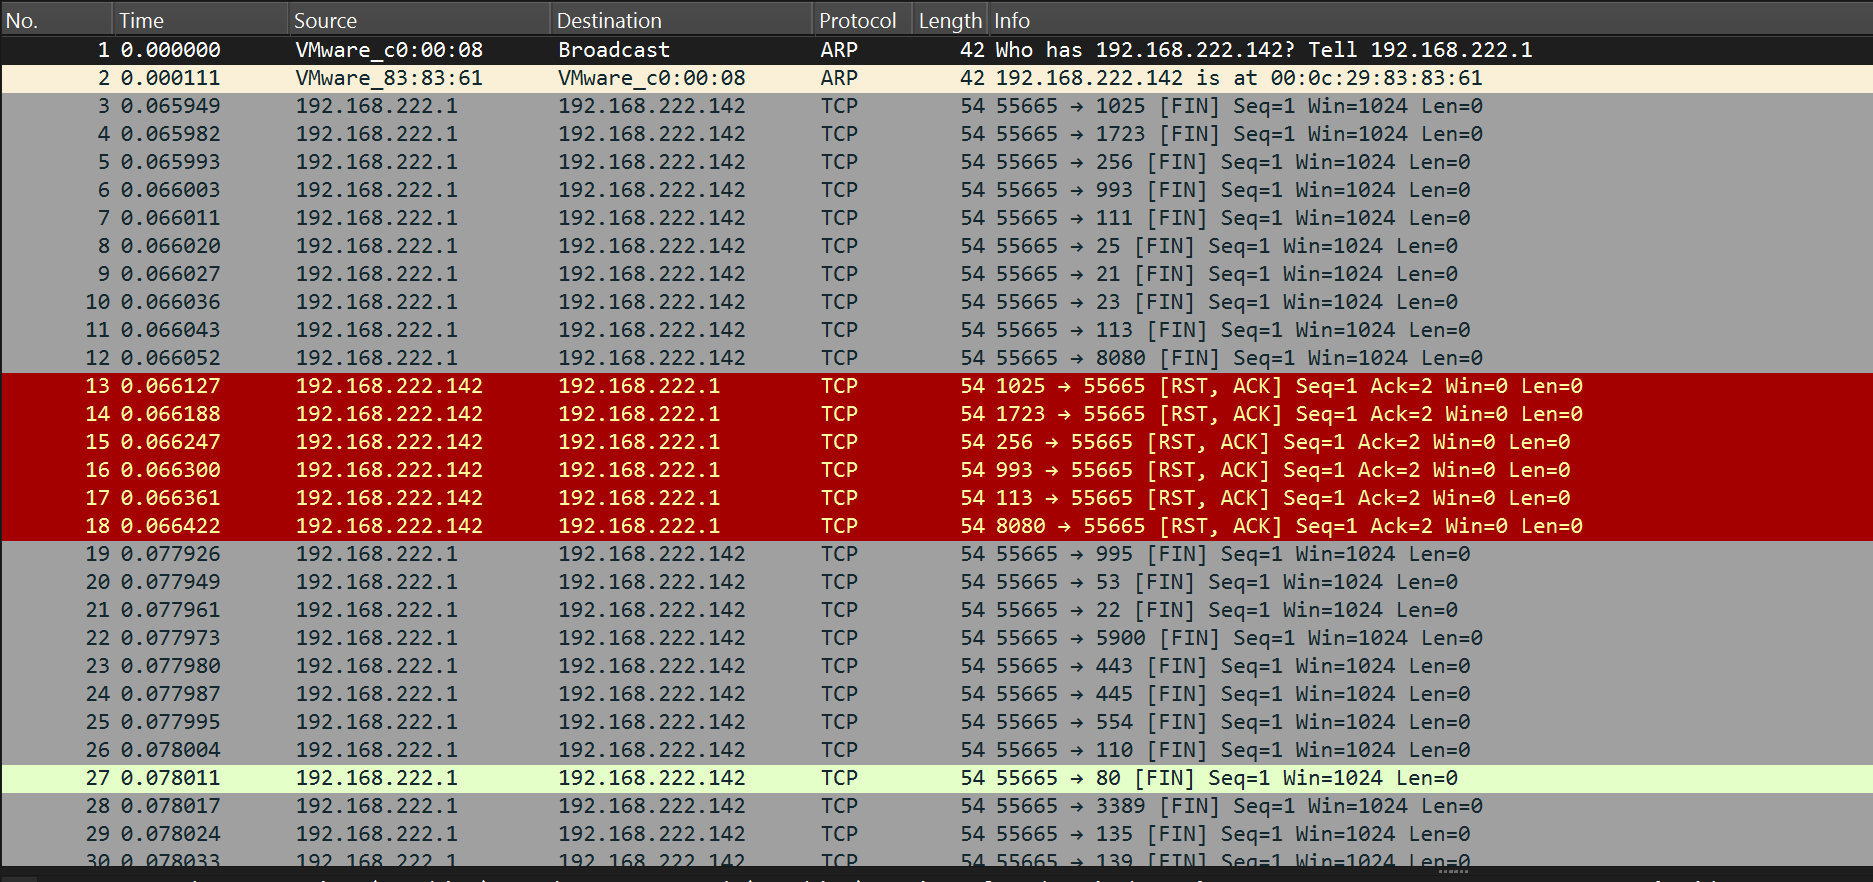 No. Time Source Destination Protocol Length Info
1 0.000000 VMware_c0:00:08 Broadcast ARP 42 Who has 192.168.222.142? Tell 192.168.222.1
2 0.000111 VMware_83:83:61 VMware_c0:00:08 ARP 42 192.168.222.142 is at 00:0c:29:83:83:61
3 0.065949 192.168.222.1 192.168.222.142 TCP 54 55665 → 1025 [FIN] Seq=1 Win=1024 Len=0
4 0.065982 192.168.222.1 192.168.222.142 TCP 54 55665 → 1723 [FIN] Seq=1 Win=1024 Len=0
5 0.065993 192.168.222.1 192.168.222.142 TCP 54 55665 → 256 [FIN] Seq=1 Win=1024 Len=0
6 0.066003 192.168.222.1 192.168.222.142 TCP 54 55665 → 993 [FIN] Seq=1 Win=1024 Len=0
7 0.066011 192.168.222.1 192.168.222.142 TCP 54 55665 → 111 [FIN] Seq=1 Win=1024 Len=0
8 0.066020 192.168.222.1 192.168.222.142 TCP 54 55665 → 25 [FIN] Seq=1 Win=1024 Len=0
9 0.066027 192.168.222.1 192.168.222.142 TCP 54 55665 → 21 [FIN] Seq=1 Win=1024 Len=0
10 0.066036 192.168.222.1 192.168.222.142 TCP 54 55665 → 23 [FIN] Seq=1 Win=1024 Len=0
11 0.066043 192.168.222.1 192.168.222.142 TCP 54 55665 → 113 [FIN] Seq=1 Win=1024 Len=0
12 0.066052 192.168.222.1 192.168.222.142 TCP 54 55665 → 8080 [FIN] Seq=1 Win=1024 Len=0
13 0.066127 192.168.222.142 192.168.222.1 TCP 54 1025 → 55665 [RST, ACK] Seq=1 Ack=2 Win=0 Len=0
14 0.066188 192.168.222.142 192.168.222.1 TCP 54 1723 → 55665 [RST, ACK] Seq=1 Ack=2 Win=0 Len=0
15 0.066247 192.168.222.142 192.168.222.1 TCP 54 256 → 55665 [RST, ACK] Seq=1 Ack=2 Win=0 Len=0
16 0.066300 192.168.222.142 192.168.222.1 TCP 54 993 → 55665 [RST, ACK] Seq=1 Ack=2 Win=0 Len=0
17 0.066361 192.168.222.142 192.168.222.1 TCP 54 113 → 55665 [RST, ACK] Seq=1 Ack=2 Win=0 Len=0
18 0.066422 192.168.222.142 192.168.222.1 TCP 54 8080 → 55665 [RST, ACK] Seq=1 Ack=2 Win=0 Len=0
19 0.077926 192.168.222.1 192.168.222.142 TCP 54 55665 → 995 [FIN] Seq=1 Win=1024 Len=0
20 0.077949 192.168.222.1 192.168.222.142 TCP 54 55665 → 53 [FIN] Seq=1 Win=1024 Len=0
21 0.077961 192.168.222.1 192.168.222.142 TCP 54 55665 → 22 [FIN] Seq=1 Win=1024 Len=0
22 0.077973 192.168.222.1 192.168.222.142 TCP 54 55665 → 5900 [FIN] Seq=1 Win=1024 Len=0
23 0.077980 192.168.222.1 192.168.222.142 TCP 54 55665 → 443 [FIN] Seq=1 Win=1024 Len=0
24 0.077987 192.168.222.1 192.168.222.142 TCP 54 55665 → 445 [FIN] Seq=1 Win=1024 Len=0
25 0.077995 192.168.222.1 192.168.222.142 TCP 54 55665 → 554 [FIN] Seq=1 Win=1024 Len=0
26 0.078004 192.168.222.1 192.168.222.142 TCP 54 55665 → 110 [FIN] Seq=1 Win=1024 Len=0
27 0.078011 192.168.222.1 192.168.222.142 TCP 54 55665 → 80 [FIN] Seq=1 Win=1024 Len=0
28 0.078017 192.168.222.1 192.168.222.142 TCP 54 55665 → 3389 [FIN] Seq=1 Win=1024 Len=0
29 0.078024 192.168.222.1 192.168.222.142 TCP 54 55665 → 135 [FIN] Seq=1 Win=1024 Len=0
30 0.078033 192.168.222.1 192.168.222.142 TCP 54 55665 → 139 [FIN] Seq=1 Win=1024 Len=0